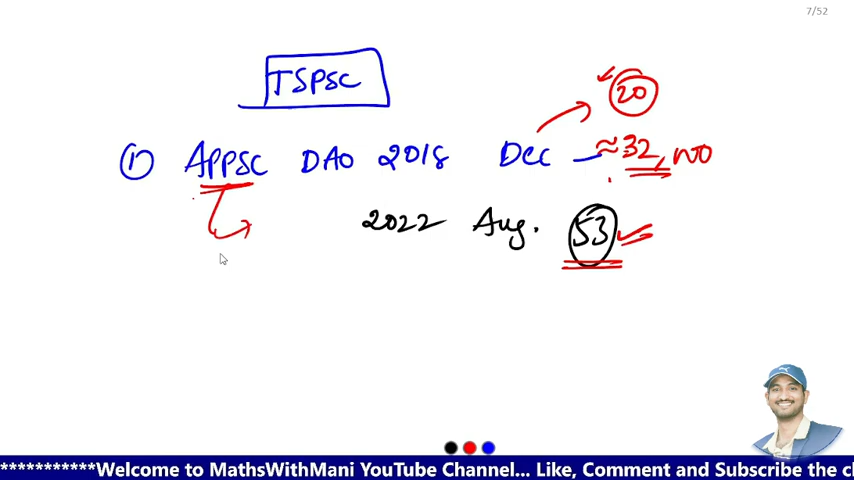 7/52
TSPSC
20
① APPSC DAO 2018 Dec – ≈ 32,
2022 Aug. 53
***********Welcome to MathsWithMani YouTube Channel... Like, Comment and Subscribe the c